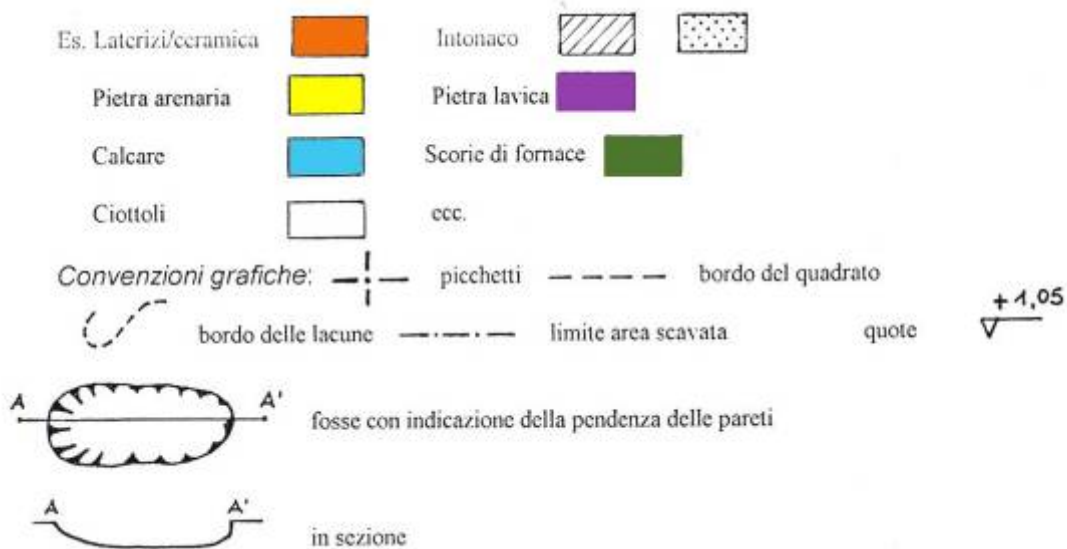 Es. Laterizi/ceramica Intonaco
Pietra arenaria Pietra lavica
Calcare Scorie di fornace
Ciottoli ecc.
Convenzioni grafiche: picchetti bordo del quadrato
+1,05
bordo delle lacune limite area scavata quote
A A'
fosse con indicazione della pendenza delle pareti
A A'
in sezione